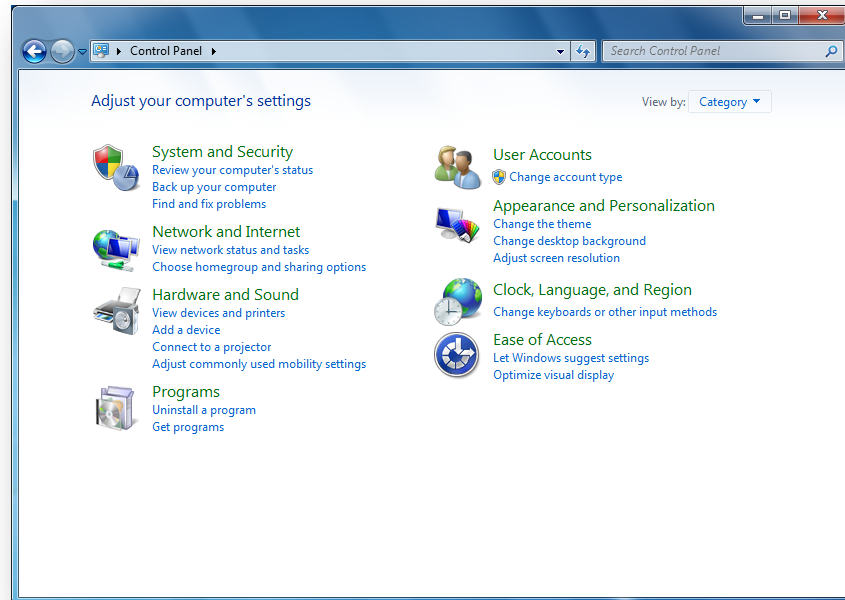 Control Panel
Search Control Panel
Adjust your computer's settings
View by: Category
System and Security
Review your computer's status
Back up your computer
Find and fix problems
Network and Internet
View network status and tasks
Choose homegroup and sharing options
Hardware and Sound
View devices and printers
Add a device
Connect to a projector
Adjust commonly used mobility settings
Programs
Uninstall a program
Get programs
User Accounts
Change account type
Appearance and Personalization
Change the theme
Change desktop background
Adjust screen resolution
Clock, Language, and Region
Change keyboards or other input methods
Ease of Access
Let Windows suggest settings
Optimize visual display